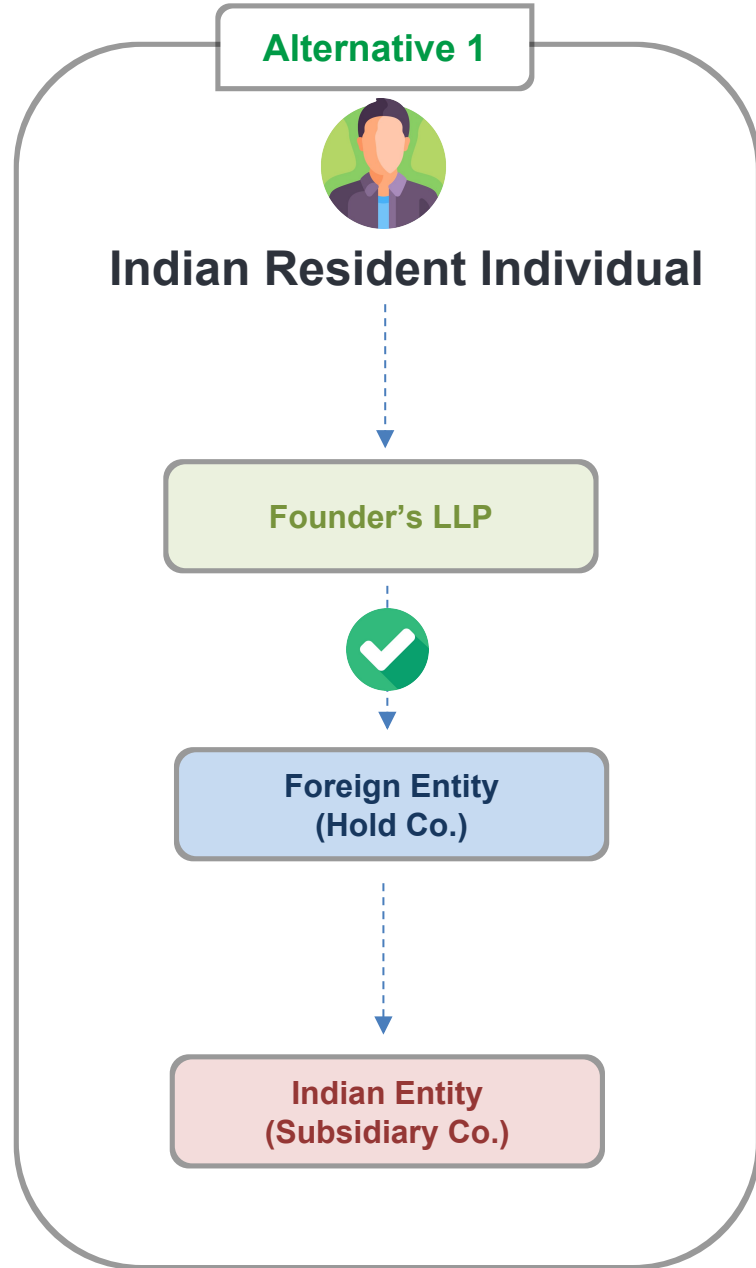 Alternative 1
Indian Resident Individual
Founder’s LLP
Foreign Entity
(Hold Co.)
Indian Entity
(Subsidiary Co.)